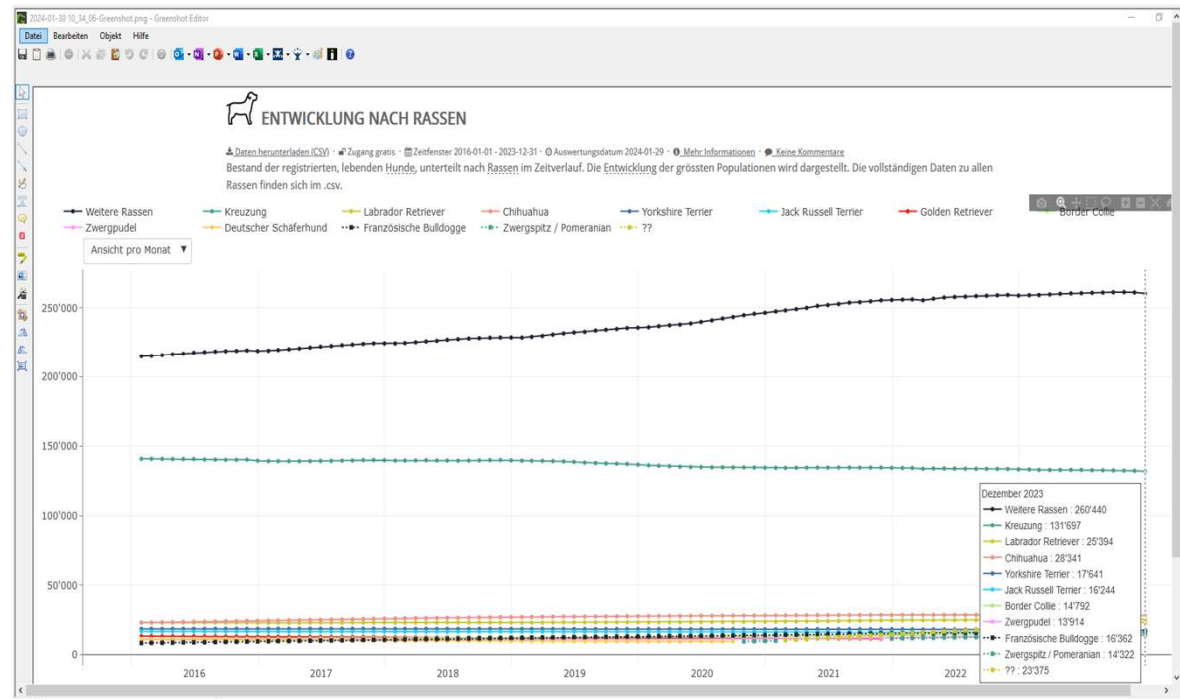 2024-01-30 10_34_06-Greenshot.png - Greenshot Editor
Datei Bearbeiten Objekt Hilfe
ENTWICKLUNG NACH RASSEN
Daten herunterladen (CSV) · Zugang gratis · Zeitfenster 2016-01-01 - 2023-12-31 · Auswertungsdatum 2024-01-29 · Mehr Informationen · Keine Kommentare
Bestand der registrierten, lebenden Hunde, unterteilt nach Rassen im Zeitverlauf. Die Entwicklung der grössten Populationen wird dargestellt. Die vollständigen Daten zu allen
Rassen finden sich im .csv.
Weitere Rassen Kreuzung Labrador Retriever Chihuahua Yorkshire Terrier Jack Russell Terrier Golden Retriever Border Collie
Zwergpudel Deutscher Schäferhund Französische Bulldogge Zwergspitz / Pomeranian ??
Ansicht pro Monat
250'000
200'000
150'000
100'000
50'000
0
2016 2017 2018 2019 2020 2021 2022
Dezember 2023
Weitere Rassen : 260'440
Kreuzung : 131'697
Labrador Retriever : 25'394
Chihuahua : 28'341
Yorkshire Terrier : 17'641
Jack Russell Terrier : 16'244
Border Collie : 14'792
Zwergpudel : 13'914
Französische Bulldogge : 16'362
Zwergspitz / Pomeranian : 14'322
?? : 23'375